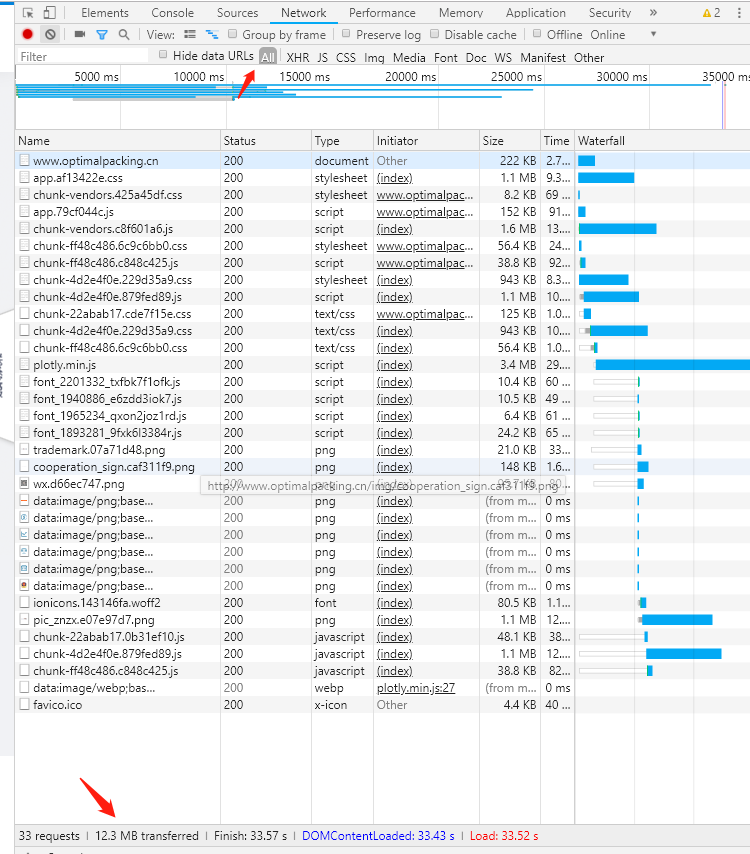 Elements Console Sources Network Performance Memory Application Security » 2
View: Group by frame Preserve log Disable cache Offline Online
Filter Hide data URLs All XHR JS CSS Img Media Font Doc WS Manifest Other
5000 ms 10000 ms 15000 ms 20000 ms 25000 ms 30000 ms 35000 ms
Name Status Type Initiator Size Time Waterfall
www.optimalpacking.cn 200 document Other 222 KB 2.7...
app.af13422e.css 200 stylesheet (index) 1.1 MB 9.3...
chunk-vendors.425a45df.css 200 stylesheet www.optimalpac... 8.2 KB 69 ...
app.79cf044c.js 200 script www.optimalpac... 152 KB 91...
chunk-vendors.c8f601a6.js 200 script (index) 1.6 MB 13...
chunk-ff48c486.6c9c6bb0.css 200 stylesheet www.optimalpac... 56.4 KB 24...
chunk-ff48c486.c848c425.js 200 script www.optimalpac... 38.8 KB 92...
chunk-4d2e4f0e.229d35a9.css 200 stylesheet (index) 943 KB 8.3...
chunk-4d2e4f0e.879fed89.js 200 script (index) 1.1 MB 10...
chunk-22abab17.cde7f15e.css 200 text/css www.optimalpac... 125 KB 1.0...
chunk-4d2e4f0e.229d35a9.css 200 text/css (index) 943 KB 10...
chunk-ff48c486.6c9c6bb0.css 200 text/css (index) 56.4 KB 1.0...
plotly.min.js 200 script (index) 3.4 MB 29...
font_2201332_txfbk7f1ofk.js 200 script (index) 10.4 KB 60 ...
font_1940886_e6zdd3iok7.js 200 script (index) 10.5 KB 49 ...
font_1965234_qxon2joz1rd.js 200 script (index) 6.4 KB 61 ...
font_1893281_9fxk6l3384r.js 200 script (index) 24.2 KB 65 ...
trademark.07a71d48.png 200 png (index) 21.0 KB 33...
cooperation_sign.caf311f9.png 200 png (index) 148 KB 1.6...
wx.d66ec747.png 200 png
http://www.optimalpacking.cn/img/cooperation_sign.caf311f9.png
data:image/png;base... 200 png (index) (from m... 0 ms
data:image/png;base... 200 png (index) (from m... 0 ms
data:image/png;base... 200 png (index) (from m... 0 ms
data:image/png;base... 200 png (index) (from m... 0 ms
data:image/png;base... 200 png (index) (from m... 0 ms
data:image/png;base... 200 png (index) (from m... 0 ms
ionicons.143146fa.woff2 200 font (index) 80.5 KB 1.1...
pic_znzx.e07e97d7.png 200 png (index) 1.1 MB 12...
chunk-22abab17.0b31ef10.js 200 javascript (index) 48.1 KB 38...
chunk-4d2e4f0e.879fed89.js 200 javascript (index) 1.1 MB 12...
chunk-ff48c486.c848c425.js 200 javascript (index) 38.8 KB 82...
data:image/webp;bas... 200 webp plotly.min.js:27 (from m... 0 ms
favico.ico 200 x-icon Other 4.4 KB 40 ...
33 requests | 12.3 MB transferred | Finish: 33.57 s | DOMContentLoaded: 33.43 s | Load: 33.52 s